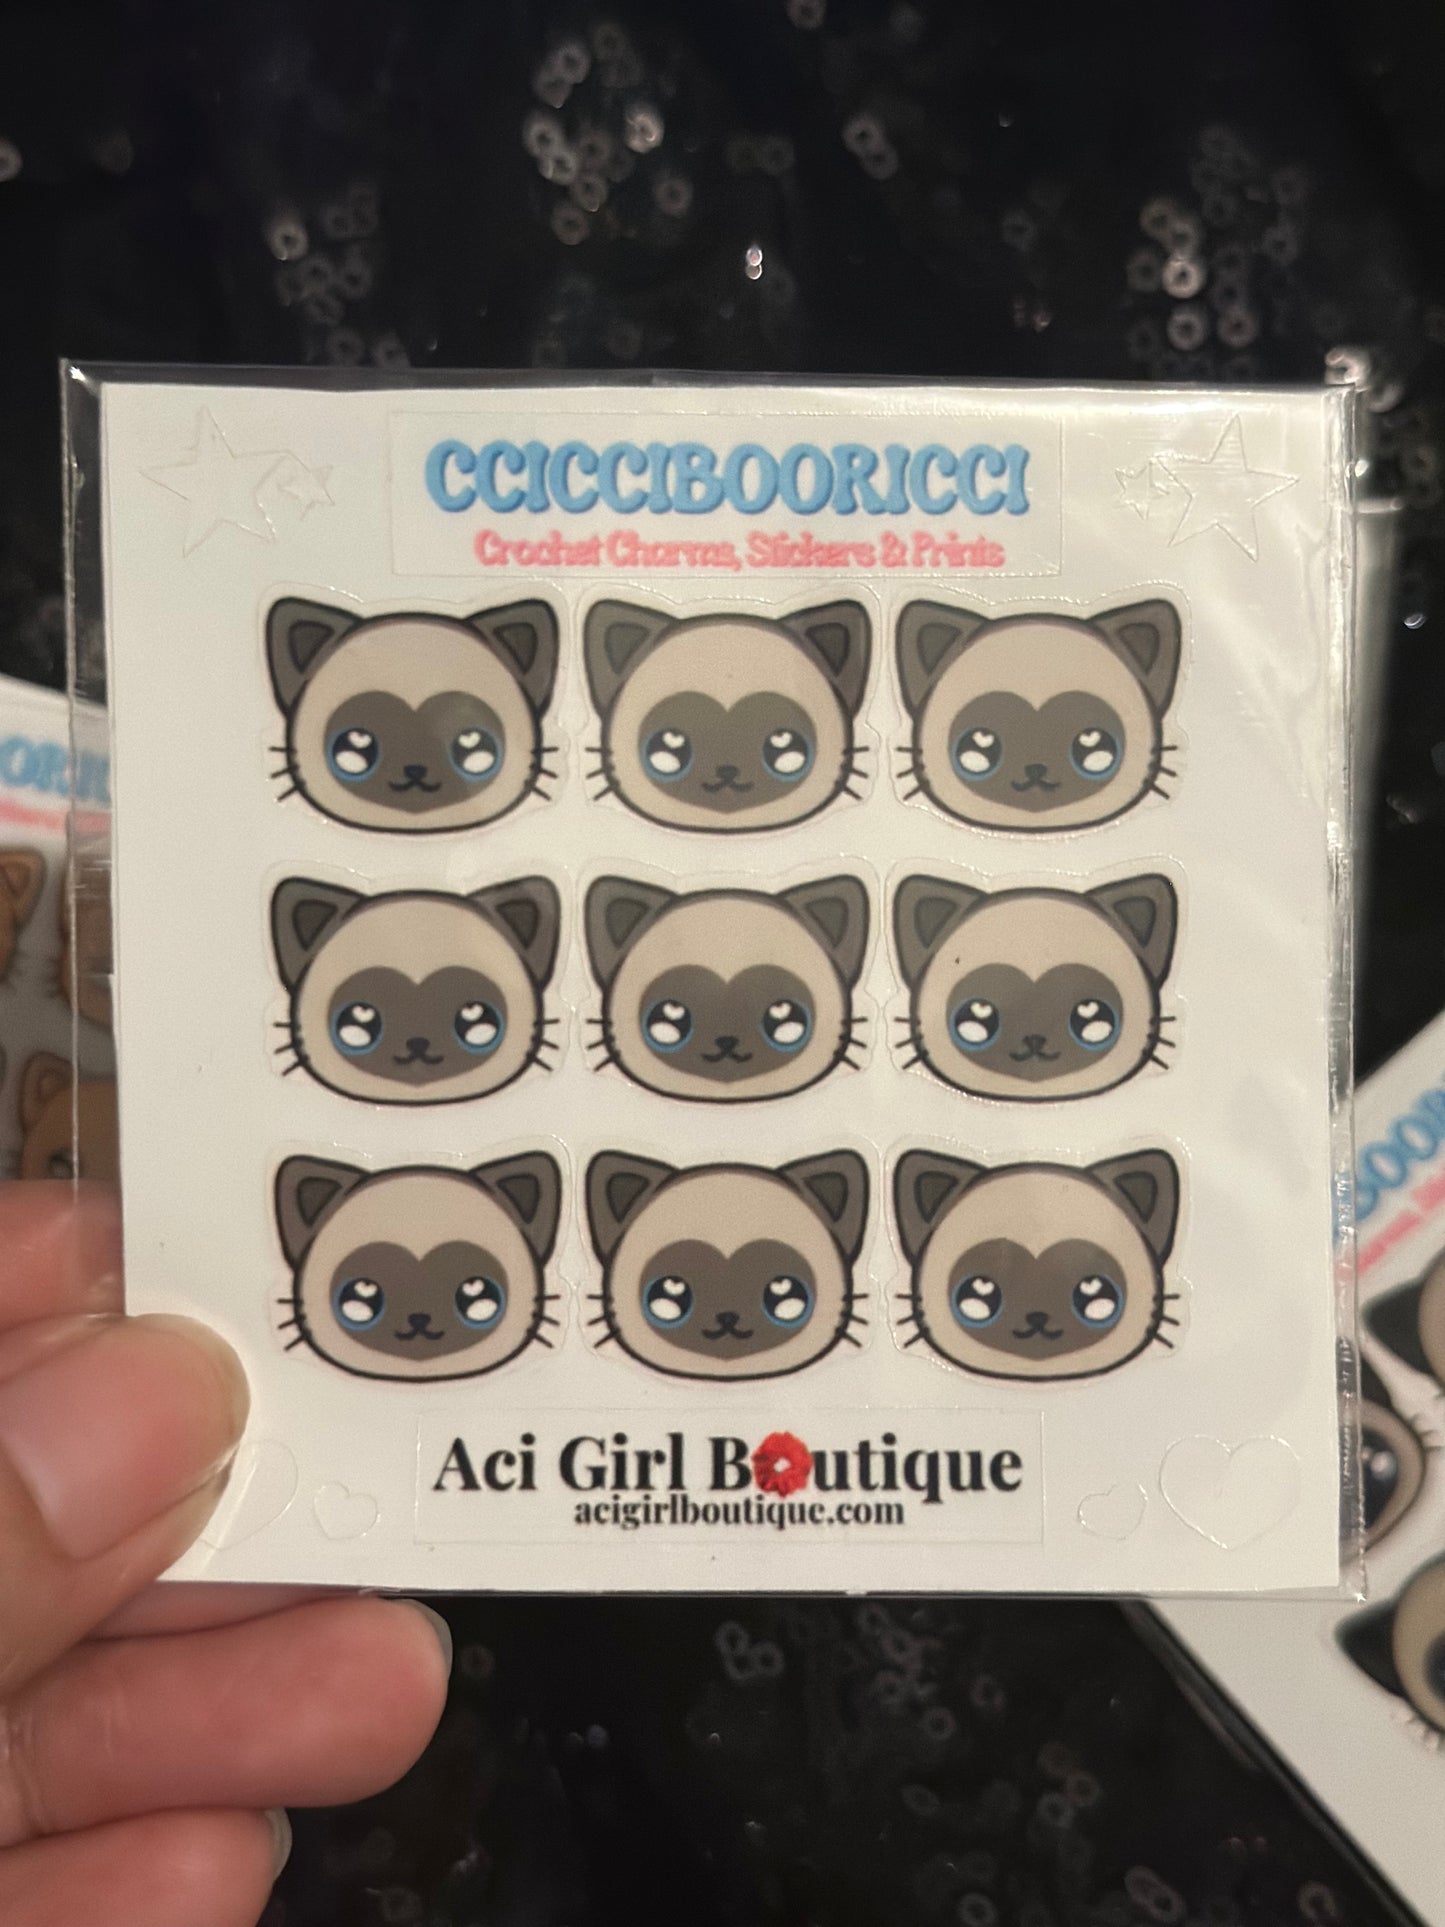 CCICCIBOORICCI
Crochet Charms, Stickers & Prints
Aci Girl Boutique
acigirlboutique.com